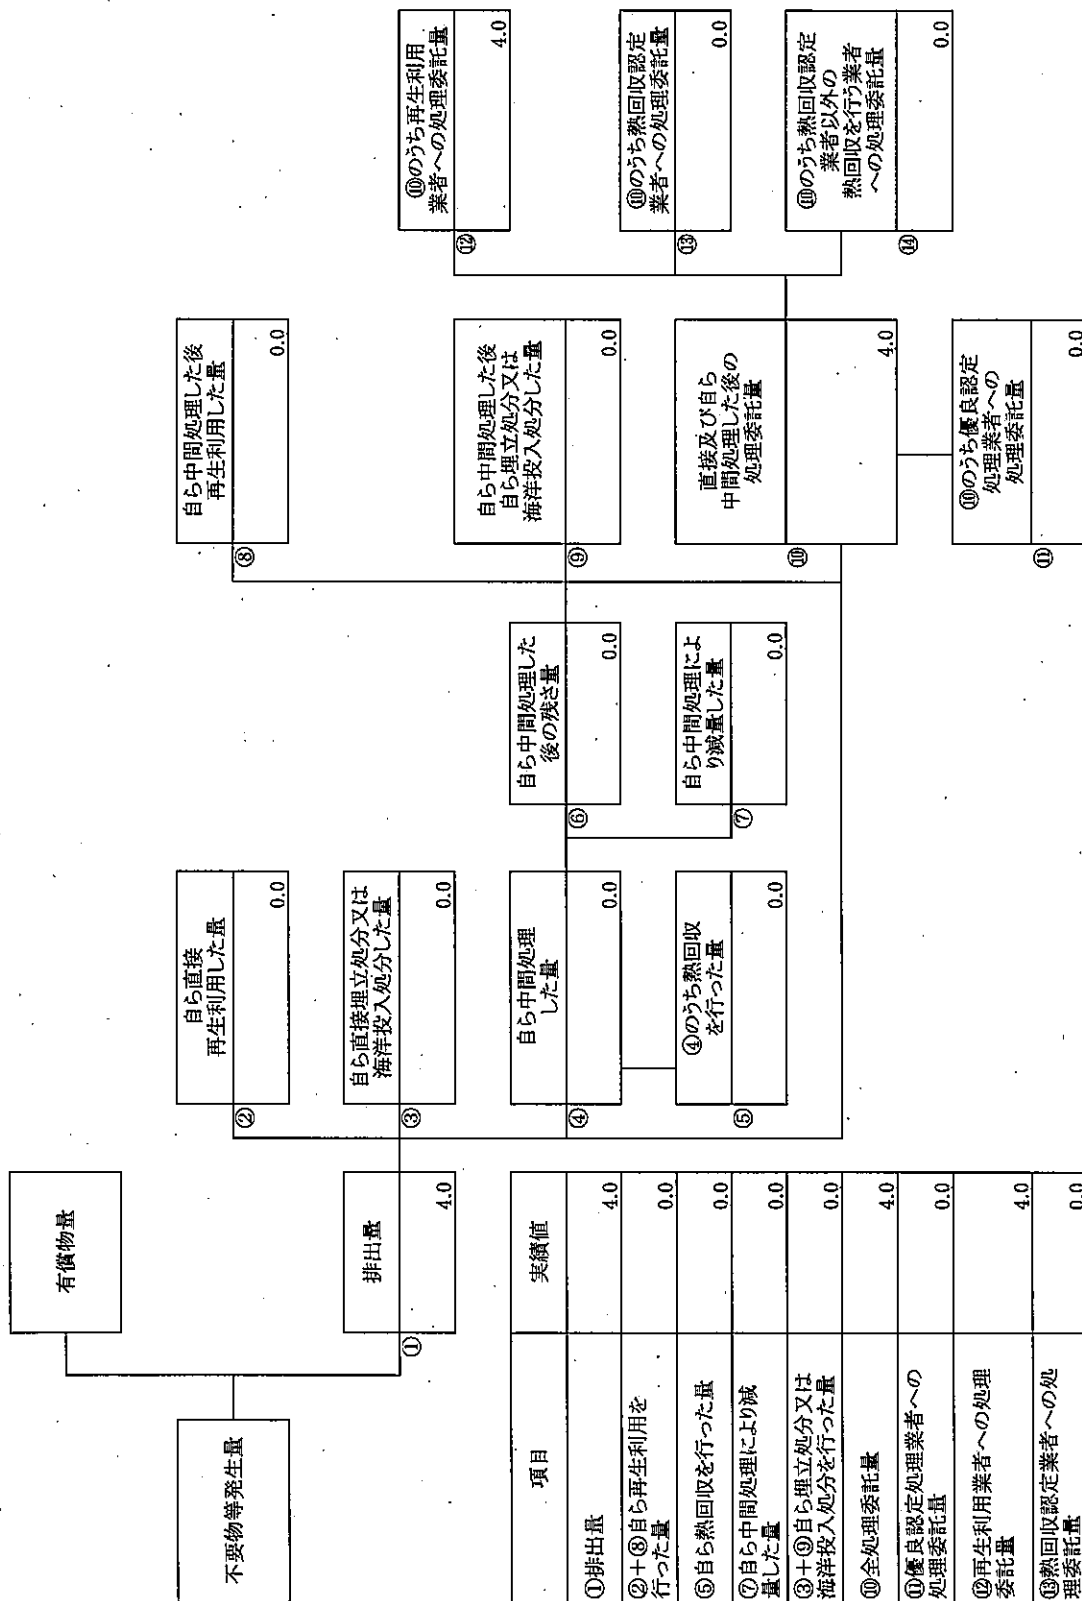 有償物量
不要物等発生量
①
排出量
4.0
②
自ら直接
再生利用した量
0.0
③
自ら直接埋立処分又は
海洋投入処分した量
0.0
④
自ら中間処理
した量
0.0
⑤
④のうち熱回収
を行った量
0.0
⑥
自ら中間処理した
後の残さ量
0.0
⑦
自ら中間処理によ
り減量した量
0.0
⑧
自ら中間処理した後
再生利用した量
0.0
⑨
自ら中間処理した後
自ら埋立処分又は
海洋投入処分した量
0.0
⑩
直接及び自ら
中間処理した後の
処理委託量
4.0
⑪
⑩のうち優良認定
処理業者への
処理委託量
0.0
⑫
⑩のうち再生利用
業者への処理委託量
4.0
⑬
⑩のうち熱回収認定
業者への処理委託量
0.0
⑭
⑩のうち熱回収認定
業者以外の
熱回収を行う業者
への処理委託量
0.0
項目
実績値
①排出量
4.0
②+⑧自ら再生利用を
行った量
0.0
⑤自ら熱回収を行った量
0.0
⑦自ら中間処理により減
量した量
0.0
③+⑨自ら埋立処分又は
海洋投入処分を行った量
0.0
⑩全処理委託量
4.0
⑪優良認定処理業者への
処理委託量
0.0
⑫再生利用業者への処理
委託量
4.0
⑬熱回収認定業者への処
理委託量
0.0